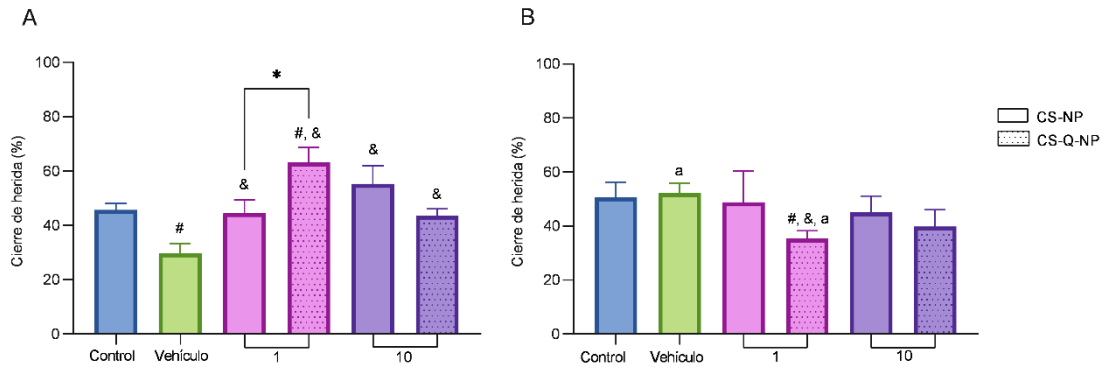 A
Cierre de herida (%)
100
80
60
40
20
0
*
#
&
#, &
&
&
Control
Vehículo
1
10
B
Cierre de herida (%)
100
80
60
40
20
0
a
#, &, a
Control
Vehículo
1
10
CS-NP
CS-Q-NP